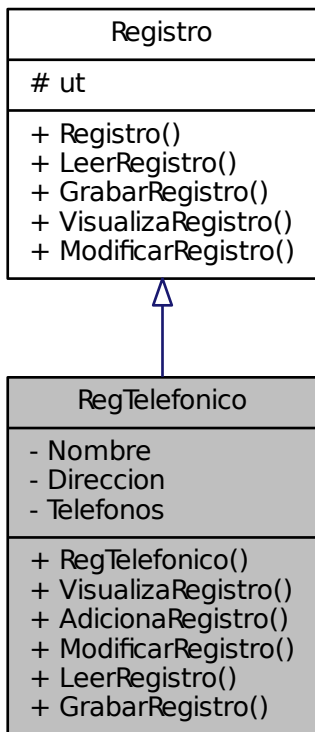 Registro
# ut
+ Registro()
+ LeerRegistro()
+ GrabarRegistro()
+ VisualizaRegistro()
+ ModificarRegistro()
RegTelefonico
- Nombre
- Direccion
- Telefonos
+ RegTelefonico()
+ VisualizaRegistro()
+ AdicionaRegistro()
+ ModificarRegistro()
+ LeerRegistro()
+ GrabarRegistro()